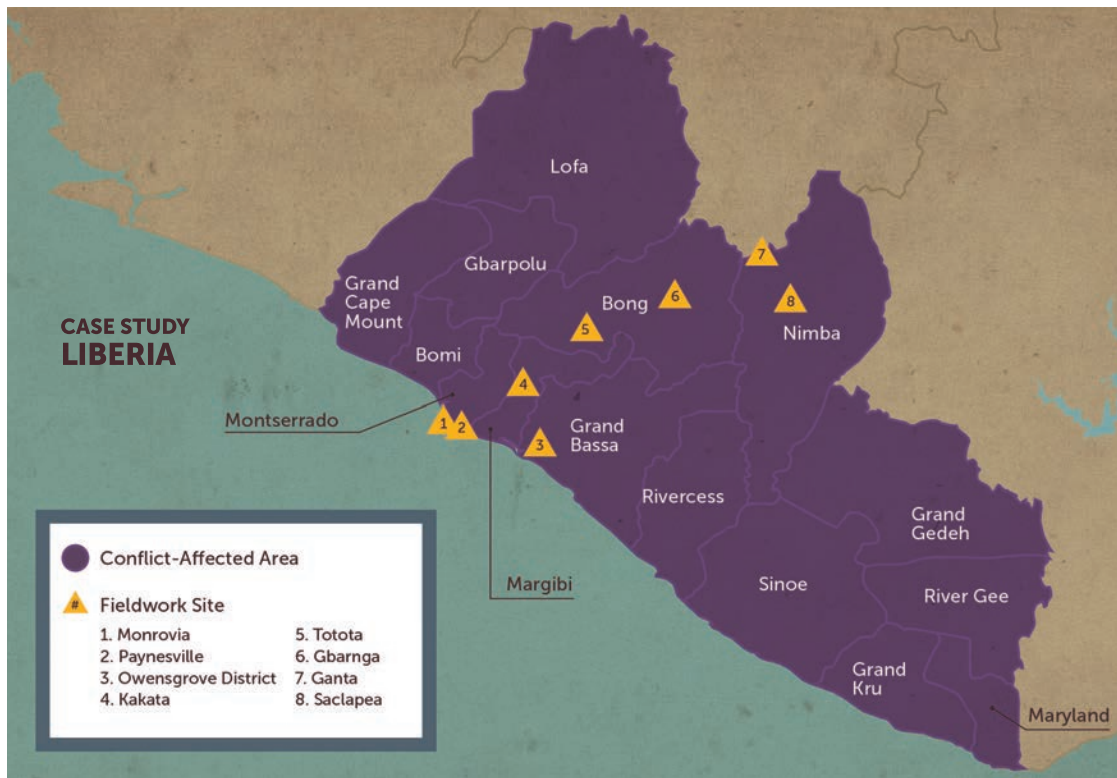 Lofa
Gbarpolu
Grand
Cape
Mount
Bong
Nimba
Bomi
CASE STUDY
LIBERIA
Montserrado
Grand
Bassa
Rivercess
Grand
Gedeh
Margibi
Sinoe
River Gee
Grand
Kru
Maryland
7
6
8
5
4
1
2
3
Conflict-Affected Area
# Fieldwork Site
1. Monrovia
2. Paynesville
3. Owensgrove District
4. Kakata
5. Totota
6. Gbarnga
7. Ganta
8. Saclapea